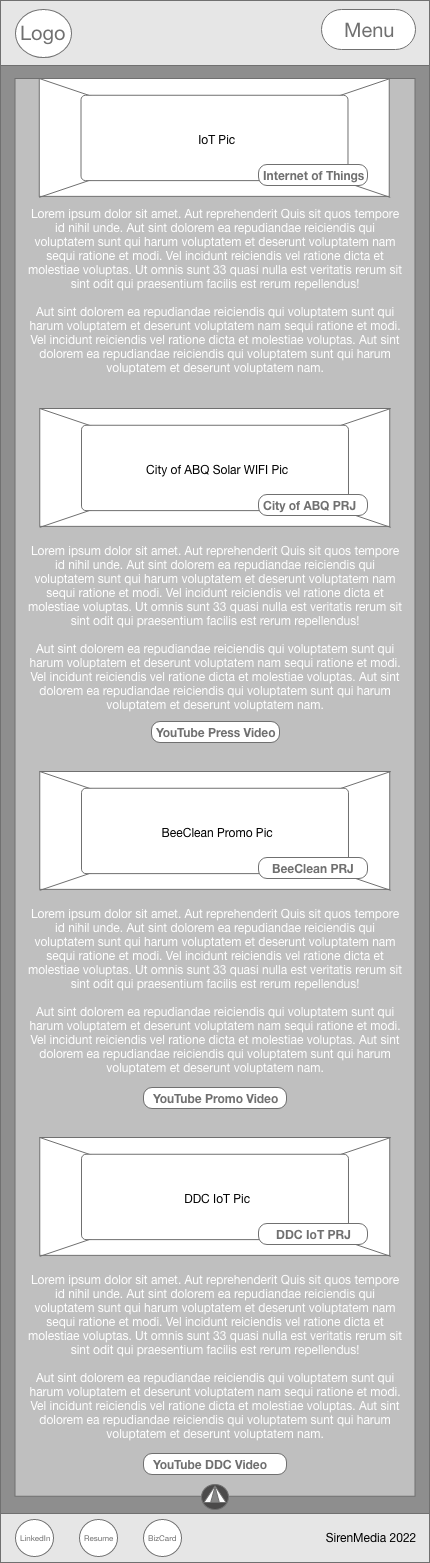 Logo
Menu
IoT Pic
Internet of Things
Lorem ipsum dolor sit amet. Aut reprehenderit Quis sit quos tempore
id nihil unde. Aut sint dolorem ea repudiandae reiciendis qui
voluptatem sunt qui harum voluptatem et deserunt voluptatem nam
sequi ratione et modi. Vel incidunt reiciendis vel ratione dicta et
molestiae voluptas. Ut omnis sunt 33 quasi nulla est veritatis rerum sit
sint odit qui praesentium facilis est rerum repellendus!
Aut sint dolorem ea repudiandae reiciendis qui voluptatem sunt qui
harum voluptatem et deserunt voluptatem nam sequi ratione et modi.
Vel incidunt reiciendis vel ratione dicta et molestiae voluptas. Aut sint
dolorem ea repudiandae reiciendis qui voluptatem sunt qui harum
voluptatem et deserunt voluptatem nam.
City of ABQ Solar WIFI Pic
City of ABQ PRJ
Lorem ipsum dolor sit amet. Aut reprehenderit Quis sit quos tempore
id nihil unde. Aut sint dolorem ea repudiandae reiciendis qui
voluptatem sunt qui harum voluptatem et deserunt voluptatem nam
sequi ratione et modi. Vel incidunt reiciendis vel ratione dicta et
molestiae voluptas. Ut omnis sunt 33 quasi nulla est veritatis rerum sit
sint odit qui praesentium facilis est rerum repellendus!
Aut sint dolorem ea repudiandae reiciendis qui voluptatem sunt qui
harum voluptatem et deserunt voluptatem nam sequi ratione et modi.
Vel incidunt reiciendis vel ratione dicta et molestiae voluptas. Aut sint
dolorem ea repudiandae reiciendis qui voluptatem sunt qui harum
voluptatem et deserunt voluptatem nam.
YouTube Press Video
BeeClean Promo Pic
BeeClean PRJ
Lorem ipsum dolor sit amet. Aut reprehenderit Quis sit quos tempore
id nihil unde. Aut sint dolorem ea repudiandae reiciendis qui
voluptatem sunt qui harum voluptatem et deserunt voluptatem nam
sequi ratione et modi. Vel incidunt reiciendis vel ratione dicta et
molestiae voluptas. Ut omnis sunt 33 quasi nulla est veritatis rerum sit
sint odit qui praesentium facilis est rerum repellendus!
Aut sint dolorem ea repudiandae reiciendis qui voluptatem sunt qui
harum voluptatem et deserunt voluptatem nam sequi ratione et modi.
Vel incidunt reiciendis vel ratione dicta et molestiae voluptas. Aut sint
dolorem ea repudiandae reiciendis qui voluptatem sunt qui harum
voluptatem et deserunt voluptatem nam.
YouTube Promo Video
DDC IoT Pic
DDC IoT PRJ
Lorem ipsum dolor sit amet. Aut reprehenderit Quis sit quos tempore
id nihil unde. Aut sint dolorem ea repudiandae reiciendis qui
voluptatem sunt qui harum voluptatem et deserunt voluptatem nam
sequi ratione et modi. Vel incidunt reiciendis vel ratione dicta et
molestiae voluptas. Ut omnis sunt 33 quasi nulla est veritatis rerum sit
sint odit qui praesentium facilis est rerum repellendus!
Aut sint dolorem ea repudiandae reiciendis qui voluptatem sunt qui
harum voluptatem et deserunt voluptatem nam sequi ratione et modi.
Vel incidunt reiciendis vel ratione dicta et molestiae voluptas. Aut sint
dolorem ea repudiandae reiciendis qui voluptatem sunt qui harum
voluptatem et deserunt voluptatem nam.
YouTube DDC Video
LinkedIn
Resume
BizCard
SirenMedia 2022